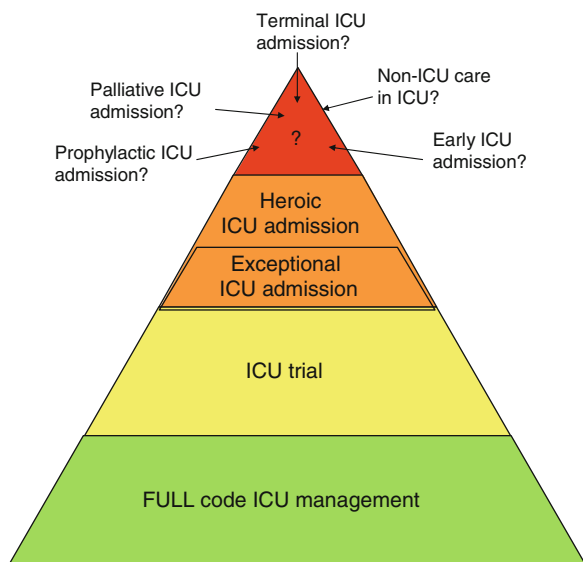 Terminal ICU
admission?
Palliative ICU
admission?
Non-ICU care
in ICU?
?
Prophylactic ICU
admission?
Early ICU
admission?
Heroic
ICU admission
Exceptional
ICU admission
ICU trial
FULL code ICU management